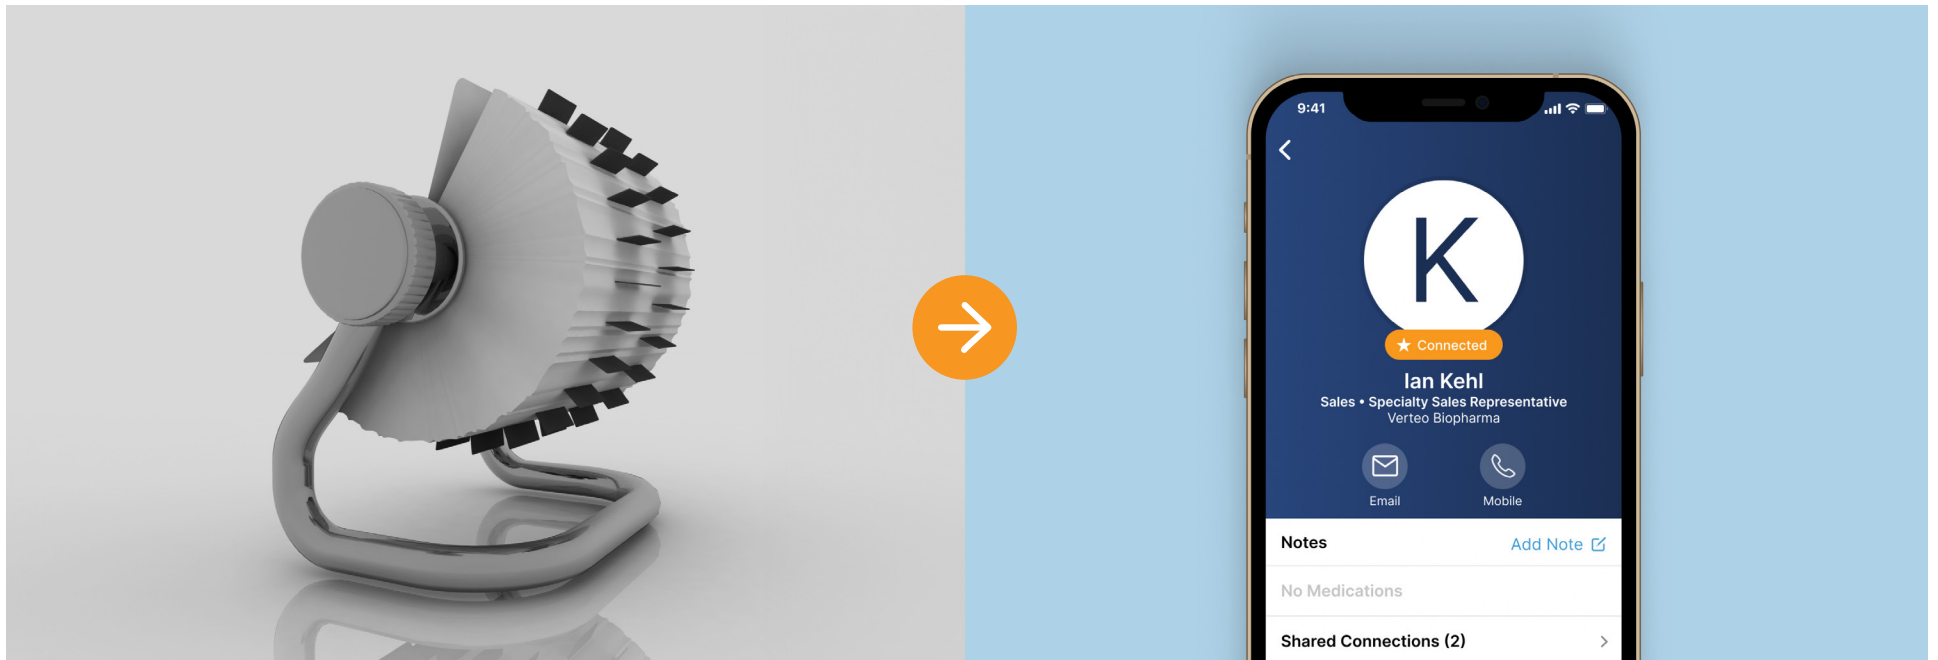 9:41
K
★ Connected
Ian Kehl
Sales • Specialty Sales Representative
Verteo Biopharma
Email
Mobile
Notes
Add Note
No Medications
Shared Connections (2)